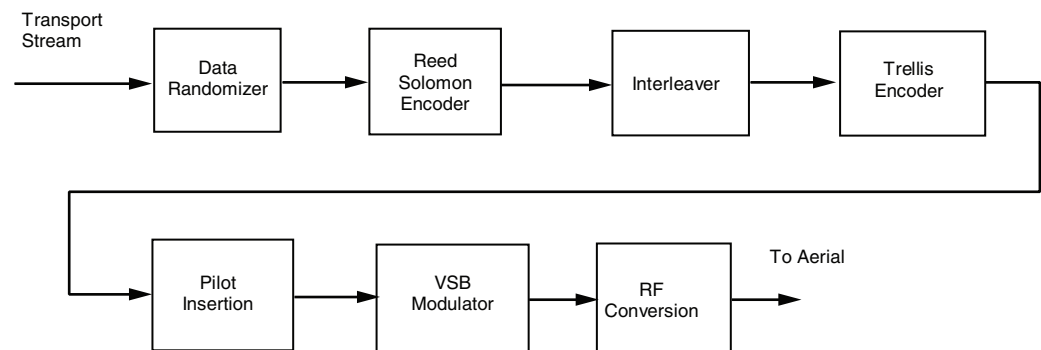 Transport
Stream
Data
Randomizer
Reed
Solomon
Encoder
Interleaver
Trellis
Encoder
Pilot
Insertion
VSB
Modulator
RF
Conversion
To Aerial